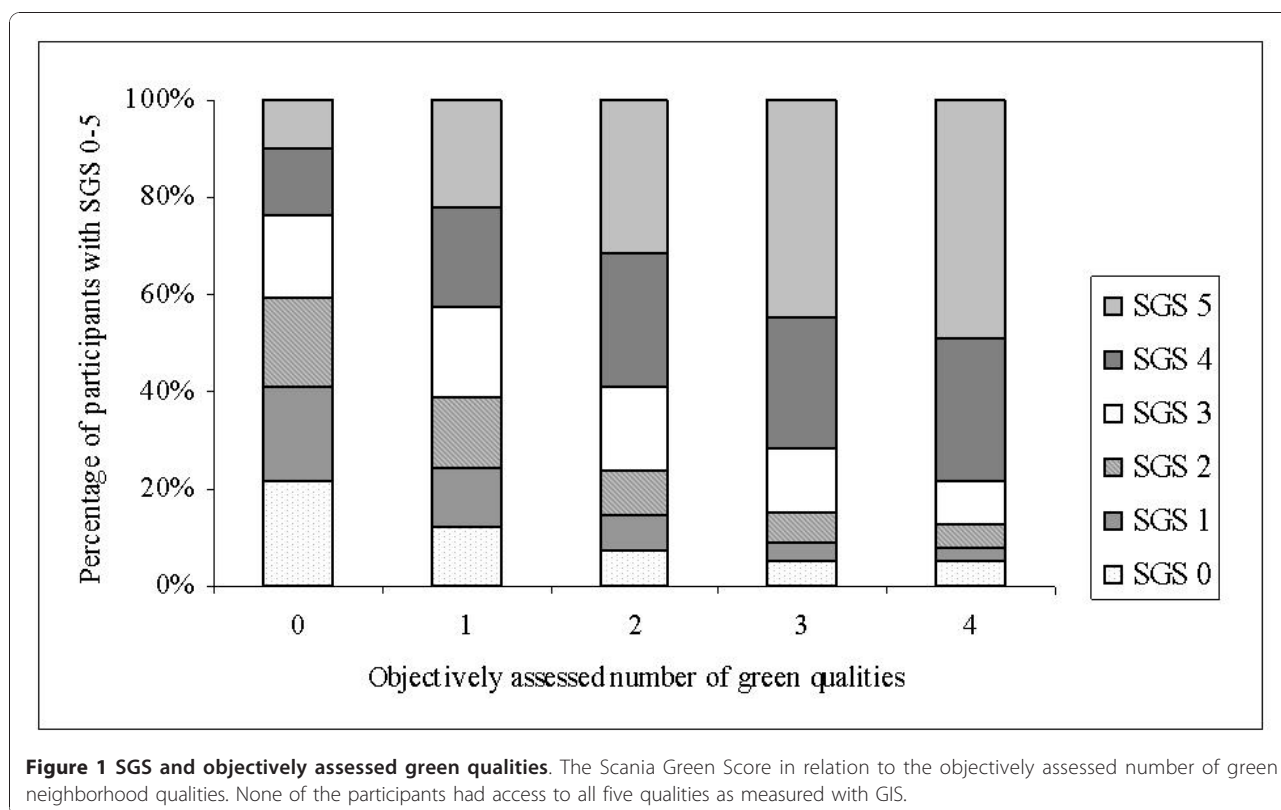 100%
80%
60%
40%
20%
0%
Percentage of participants with SGS 0-5
0 1 2 3 4
Objectively assessed number of green qualities
SGS 5
SGS 4
SGS 3
SGS 2
SGS 1
SGS 0
Figure 1 SGS and objectively assessed green qualities. The Scania Green Score in relation to the objectively assessed number of green
neighborhood qualities. None of the participants had access to all five qualities as measured with GIS.